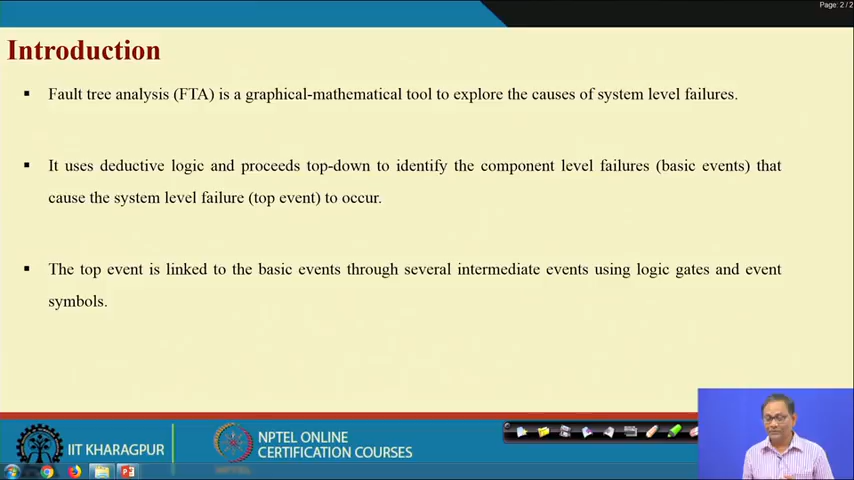 Page: 2 / 2
Introduction
▪ Fault tree analysis (FTA) is a graphical-mathematical tool to explore the causes of system level failures.
▪ It uses deductive logic and proceeds top-down to identify the component level failures (basic events) that
cause the system level failure (top event) to occur.
▪ The top event is linked to the basic events through several intermediate events using logic gates and event
symbols.
IIT KHARAGPUR
NPTEL ONLINE
CERTIFICATION COURSES